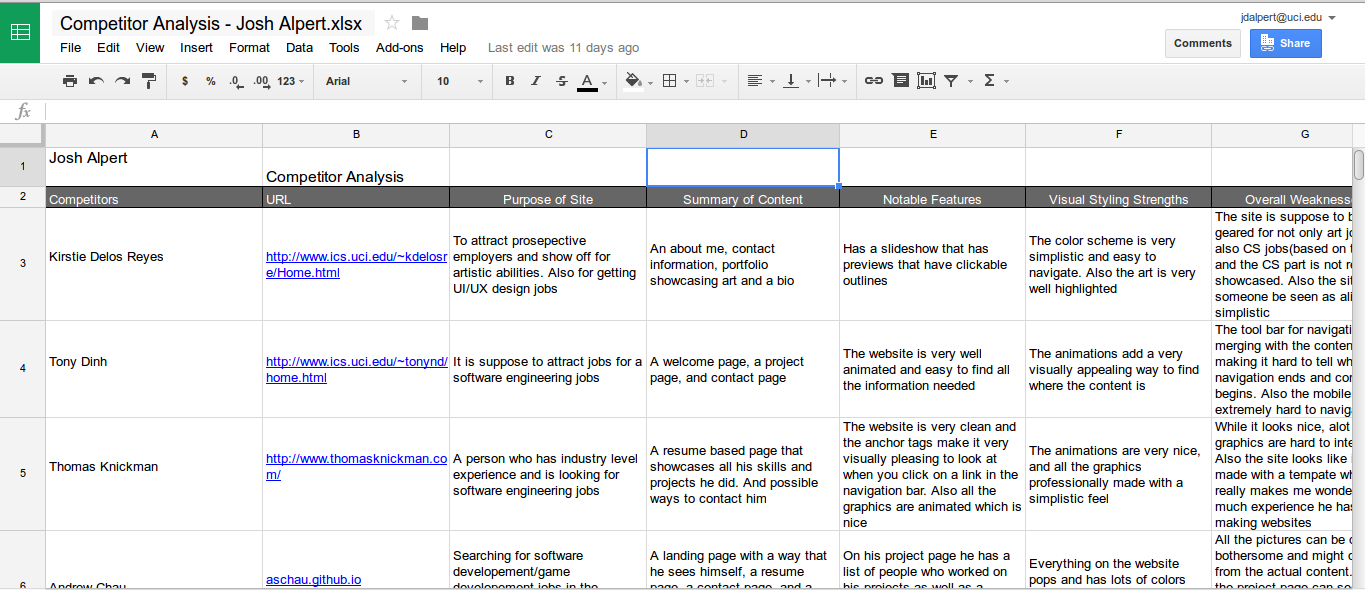 Competitor Analysis - Josh Alpert.xlsx
jdalpert@uci.edu
File Edit View Insert Format Data Tools Add-ons Help Last edit was 11 days ago
Comments
Share
$ % .0 .00 123 Arial 10 B I S A Σ
fx
A B C D E F G
1
Josh Alpert
Competitor Analysis
2
Competitors
URL
Purpose of Site
Summary of Content
Notable Features
Visual Styling Strengths
Overall Weakness
3
Kirstie Delos Reyes
http://www.ics.uci.edu/~kdelosr
e/Home.html
To attract prosepective
employers and show off for
artistic abilities. Also for getting
UI/UX design jobs
An about me, contact
information, portfolio
showcasing art and a bio
Has a slideshow that has
previews that have clickable
outlines
The color scheme is very
simplistic and easy to
navigate. Also the art is very
well highlighted
The site is suppose to
geared for not only art
also CS jobs(based on
and the CS part is not
showcased. Also the
someone be seen as
simplistic
4
Tony Dinh
http://www.ics.uci.edu/~tonynd/
home.html
It is suppose to attract jobs for a
software engineering jobs
A welcome page, a project
page, and contact page
The website is very well
animated and easy to find all
the information needed
The animations add a very
visually appealing way to find
where the content is
The tool bar for
merging with the
making it hard to tell
navigation ends and
begins. Also the mobile
extremely hard to
5
Thomas Knickman
http://www.thomasknickman.co
m/
A person who has industry level
experience and is looking for
software engineering jobs
A resume based page that
showcases all his skills and
projects he did. And possible
ways to contact him
The website is very clean and
the anchor tags make it very
visually pleasing to look at
when you click on a link in the
navigation bar. Also all the
graphics are animated which is
nice
The animations are very nice,
and all the graphics
professionally made with a
simplistic feel
While it looks nice, alot
graphics are hard to
Also the site looks like
made with a tempate
really makes me
much experience he
making websites
6
Andrew Chau
aschau.github.io
Searching for software
developement/game
developement jobs in the
A landing page with a way that
he sees himself, a resume
page, a contact page, and a
On his project page he has a
list of people who worked on
his projects as well as a
Everything on the website
pops and has lots of colors
All the pictures can be
bothersome and might
from the actual content.
the project page can